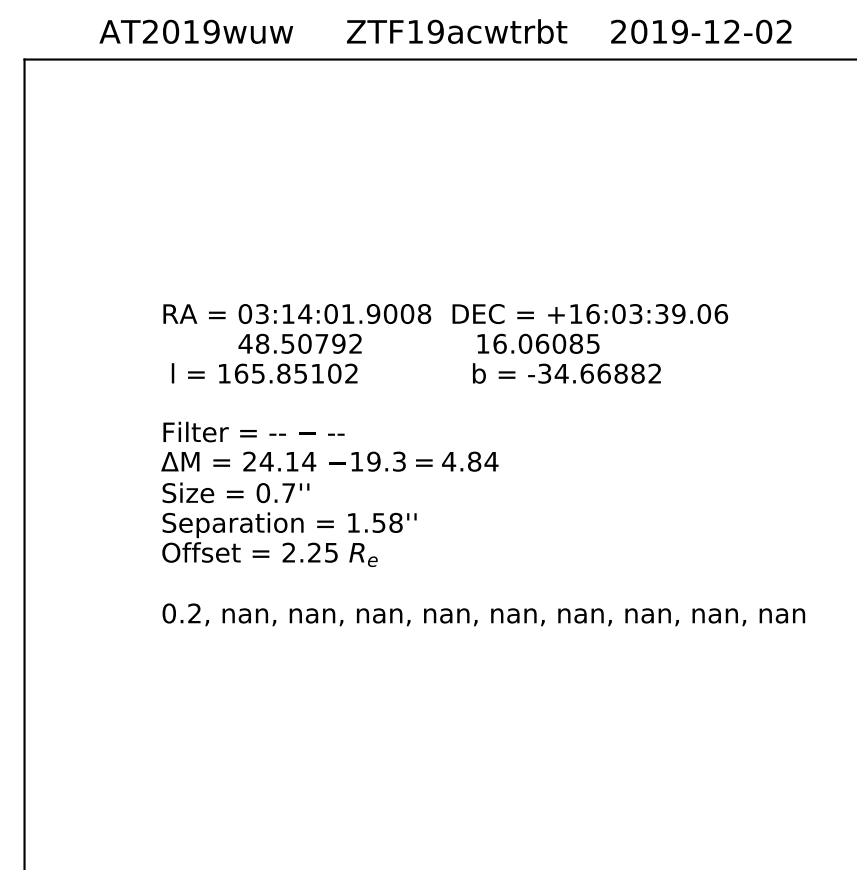 AT2019wuw ZTF19acwtrbt 2019-12-02
RA = 03:14:01.9008 DEC = +16:03:39.06
48.50792 16.06085
l = 165.85102 b = -34.66882
Filter = -- − --
ΔM = 24.14 −19.3 = 4.84
Size = 0.7''
Separation = 1.58''
Offset = 2.25 Rₑ
0.2, nan, nan, nan, nan, nan, nan, nan, nan, nan